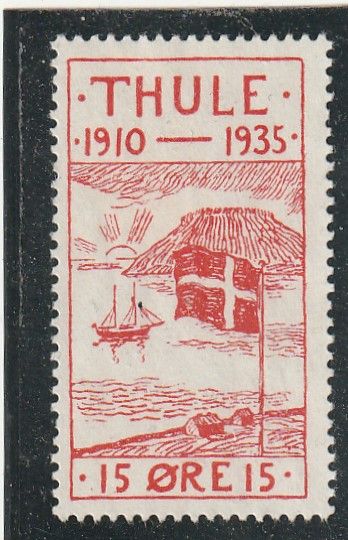 · THULE ·
· 1910 — 1935 ·
· 15 ØRE 15 ·